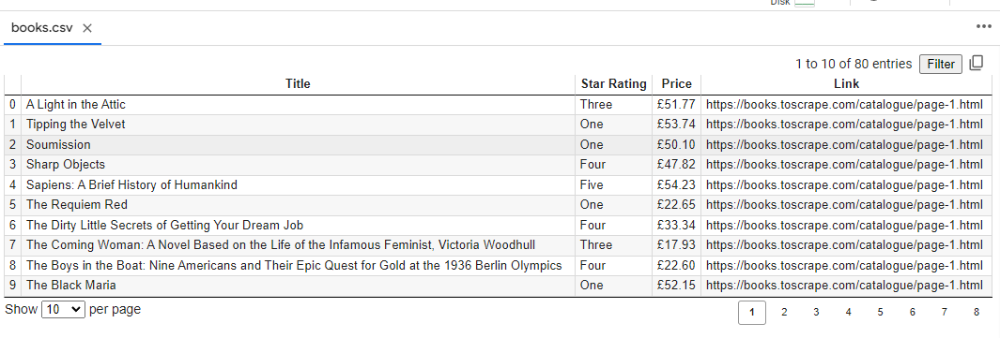 Disk
books.csv
1 to 10 of 80 entries Filter
Title Star Rating Price Link
0 A Light in the Attic Three £51.77 https://books.toscrape.com/catalogue/page-1.html
1 Tipping the Velvet One £53.74 https://books.toscrape.com/catalogue/page-1.html
2 Soumission One £50.10 https://books.toscrape.com/catalogue/page-1.html
3 Sharp Objects Four £47.82 https://books.toscrape.com/catalogue/page-1.html
4 Sapiens: A Brief History of Humankind Five £54.23 https://books.toscrape.com/catalogue/page-1.html
5 The Requiem Red One £22.65 https://books.toscrape.com/catalogue/page-1.html
6 The Dirty Little Secrets of Getting Your Dream Job Four £33.34 https://books.toscrape.com/catalogue/page-1.html
7 The Coming Woman: A Novel Based on the Life of the Infamous Feminist, Victoria Woodhull Three £17.93 https://books.toscrape.com/catalogue/page-1.html
8 The Boys in the Boat: Nine Americans and Their Epic Quest for Gold at the 1936 Berlin Olympics Four £22.60 https://books.toscrape.com/catalogue/page-1.html
9 The Black Maria One £52.15 https://books.toscrape.com/catalogue/page-1.html
Show 10 per page 1 2 3 4 5 6 7 8